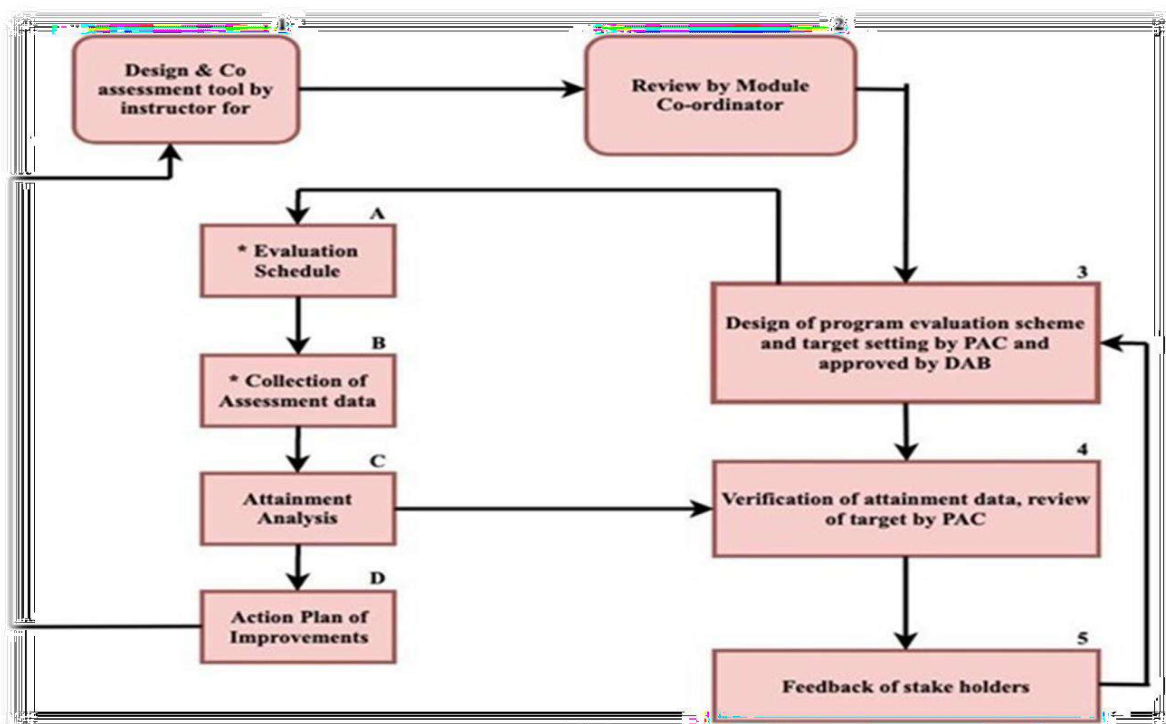 1
Design & Co
assessment tool by
instructor for
2
Review by Module
Co-ordinator
A
* Evaluation
Schedule
B
* Collection of
Assessment data
C
Attainment
Analysis
D
Action Plan of
Improvements
3
Design of program evaluation scheme
and target setting by PAC and
approved by DAB
4
Verification of attainment data, review
of target by PAC
5
Feedback of stake holders